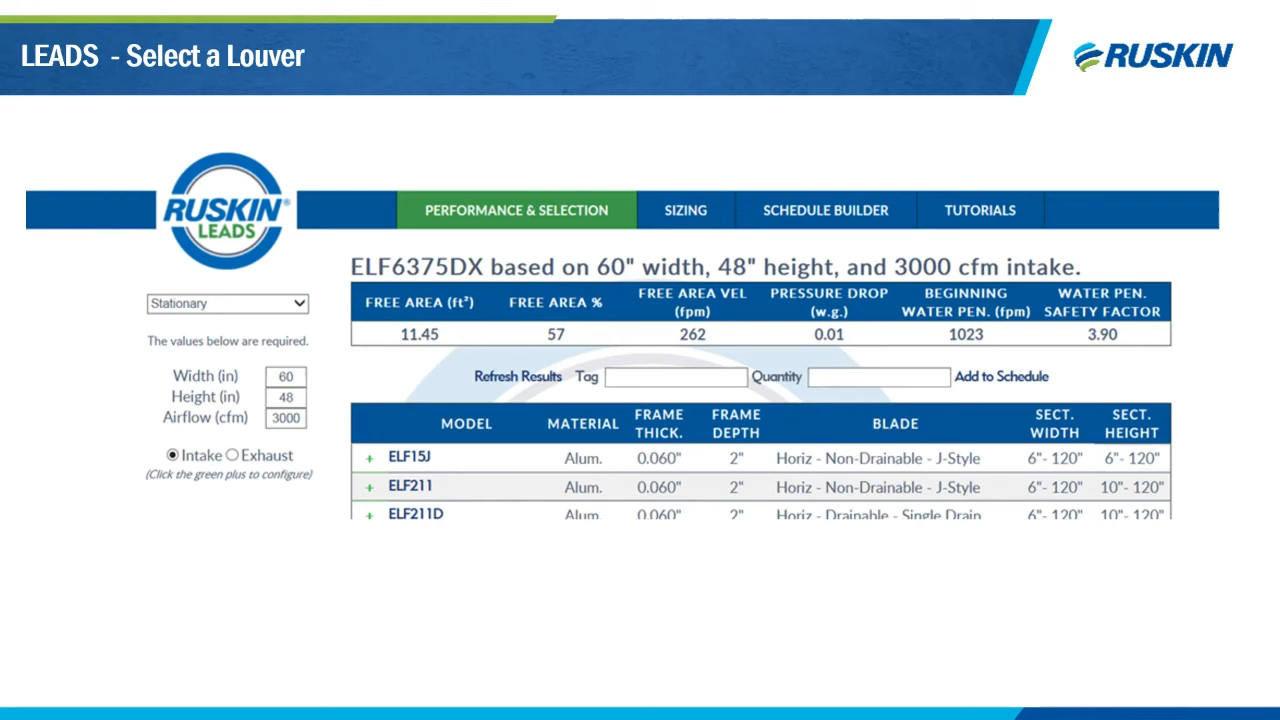 LEADS - Select a Louver
RUSKIN
RUSKIN®
LEADS
PERFORMANCE & SELECTION SIZING SCHEDULE BUILDER TUTORIALS
ELF6375DX based on 60" width, 48" height, and 3000 cfm intake.
Stationary
The values below are required.
Width (in) 60
Height (in) 48
Airflow (cfm) 3000
Intake Exhaust
(Click the green plus to configure)
FREE AREA (ft²) FREE AREA % FREE AREA VEL (fpm) PRESSURE DROP (w.g.) BEGINNING WATER PEN. (fpm) WATER PEN. SAFETY FACTOR
11.45 57 262 0.01 1023 3.90
Refresh Results Tag Quantity Add to Schedule
MODEL MATERIAL FRAME THICK. FRAME DEPTH BLADE SECT. WIDTH SECT. HEIGHT
+ ELF15J Alum. 0.060" 2" Horiz - Non-Drainable - J-Style 6"- 120" 6"- 120"
+ ELF211 Alum. 0.060" 2" Horiz - Non-Drainable - J-Style 6"- 120" 10"- 120"
+ ELF211D Alum. 0.060" 2" Horiz - Drainable - Single Drain 6"- 120" 10"- 120"